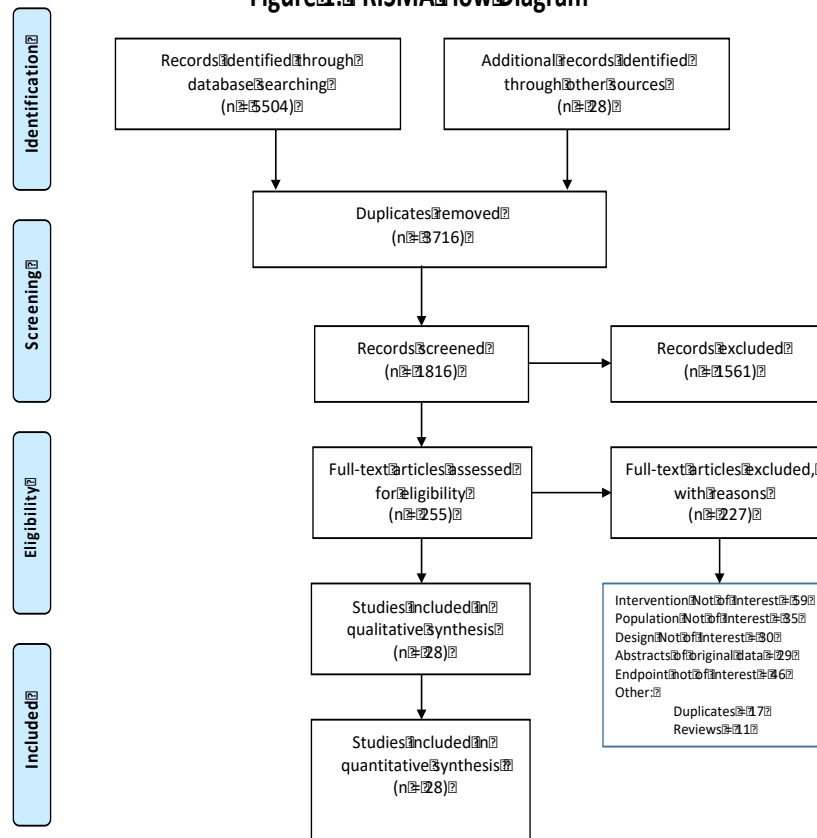 Figure 1. PRISMA Flow Diagram
Identification
Records identified through
database searching
(n = 5504)
Additional records identified
through other sources
(n = 28)
Duplicates removed
(n = 3716)
Screening
Records screened
(n = 1816)
Records excluded
(n = 1561)
Eligibility
Full-text articles assessed
for eligibility
(n = 255)
Full-text articles excluded,
with reasons
(n = 227)
Intervention Not of Interest = 59
Population Not of Interest = 35
Design Not of Interest = 30
Abstracts of original data = 29
Endpoint not of Interest = 46
Other:
Duplicates = 17
Reviews = 11
Included
Studies included in
qualitative synthesis
(n = 28)
Studies included in
quantitative synthesis
(n = 28)